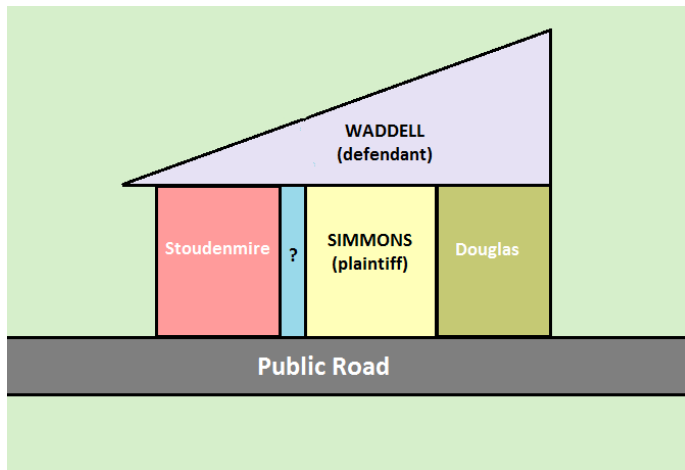 WADDELL
(defendant)
Stoudenmire
?
SIMMONS
(plaintiff)
Douglas
Public Road